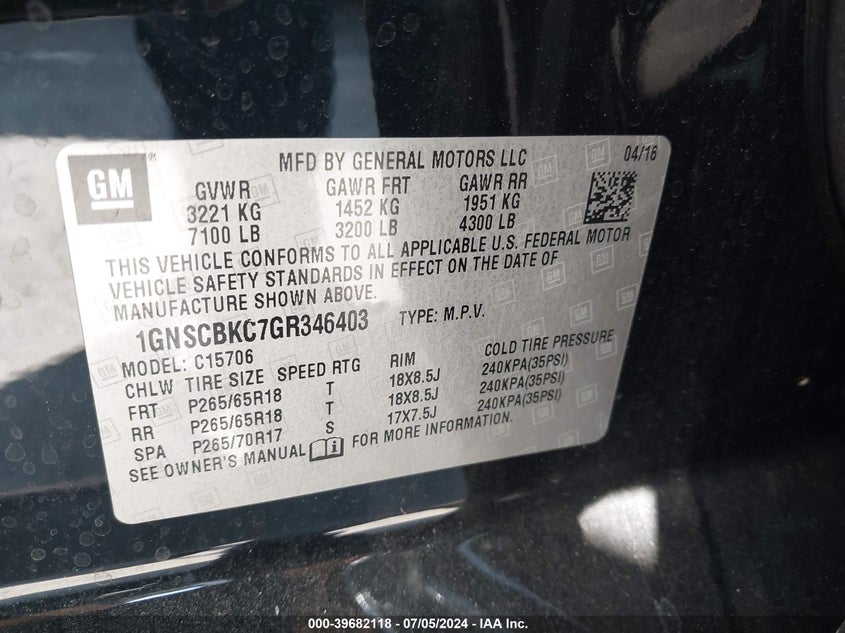 GM
MFD BY GENERAL MOTORS LLC
04/16
GVWR GAWR FRT GAWR RR
3221 KG 1452 KG 1951 KG
7100 LB 3200 LB 4300 LB
THIS VEHICLE CONFORMS TO ALL APPLICABLE U.S. FEDERAL MOTOR
VEHICLE SAFETY STANDARDS IN EFFECT ON THE DATE OF
MANUFACTURE SHOWN ABOVE.
1GNSCBKC7GR346403 TYPE: M.P.V.
MODEL: C15706
CHLW TIRE SIZE SPEED RTG RIM COLD TIRE PRESSURE
FRT P265/65R18 T 18X8.5J 240KPA(35PSI)
RR P265/65R18 T 18X8.5J 240KPA(35PSI)
SPA P265/70R17 S 17X7.5J 240KPA(35PSI)
SEE OWNER'S MANUAL FOR MORE INFORMATION.
000-39682118 - 07/05/2024 - IAA Inc.